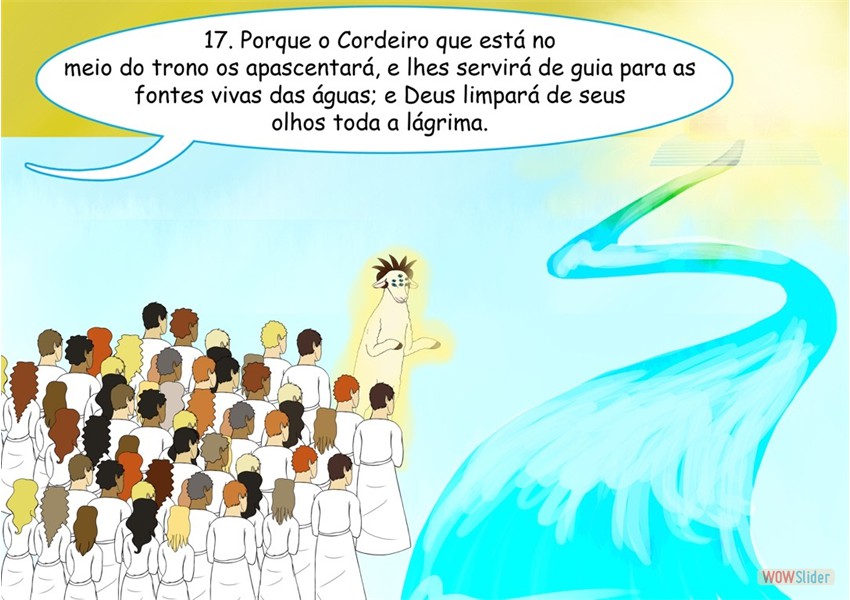 17. Porque o Cordeiro que está no
meio do trono os apascentará, e lhes servirá de guia para as
fontes vivas das águas; e Deus limpará de seus
olhos toda a lágrima.
WOWSlider